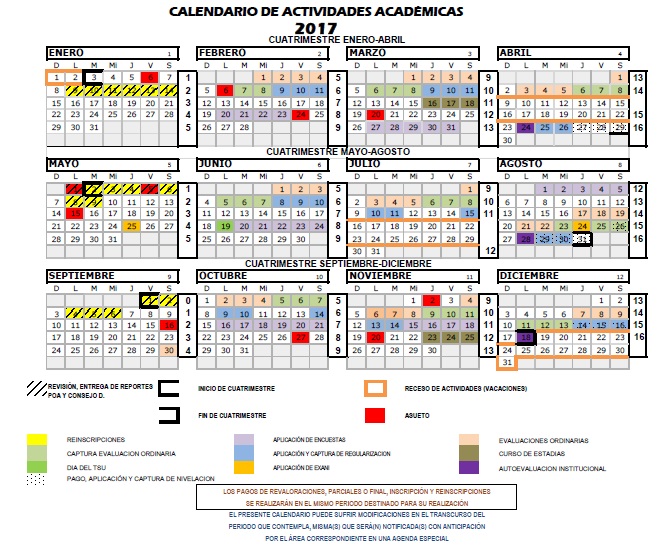 CALENDARIO DE ACTIVIDADES ACADÉMICAS
2017
CUATRIMESTRE ENERO-ABRIL
ENERO 1
D L M Mi J V S
1 2 3 4 5 6 7 1
8 9 10 11 12 13 14 2
15 16 17 18 19 20 21 3
22 23 24 25 26 27 28 4
29 30 31
FEBRERO 2
D L M Mi J V S
1 2 3 4 5
5 6 7 8 9 10 11 6
12 13 14 15 16 17 18 7
19 20 21 22 23 24 25 8
26 27 28 9
MARZO 3
D L M Mi J V S
1 2 3 4 9
5 6 7 8 9 10 11 10
12 13 14 15 16 17 18 11
19 20 21 22 23 24 25 12
26 27 28 29 30 31 13
ABRIL 4
D L M Mi J V S
1 13
2 3 4 5 6 7 8 14
9 10 11 12 13 14 15
16 17 18 19 20 21 22
23 24 25 26 27 28 29 16
30
CUATRIMESTRE MAYO-AGOSTO
MAYO 5
D L M Mi J V S
1 2 3 4 5 6 1
7 8 9 10 11 12 13 2
14 15 16 17 18 19 20 3
21 22 23 24 25 26 27 4
28 29 30 31 5
JUNIO 6
D L M Mi J V S
1 2 3 5
4 5 6 7 8 9 10 6
11 12 13 14 15 16 17 7
18 19 20 21 22 23 24 8
25 26 27 28 29 30
JULIO 7
D L M Mi J V S
1 9
2 3 4 5 6 7 8 10
9 10 11 12 13 14 15 11
16 17 18 19 20 21 22
23 24 25 26 27 28 29
30 31 12
AGOSTO 8
D L M Mi J V S
1 2 3 4 5 12
6 7 8 9 10 11 12 13
13 14 15 16 17 18 19 14
20 21 22 23 24 25 26 15
27 28 29 30 31 16
CUATRIMESTRE SEPTIEMBRE-DICIEMBRE
SEPTIEMBRE 9
D L M Mi J V S
1 2 0
3 4 5 6 7 8 9 1
10 11 12 13 14 15 16 2
17 18 19 20 21 22 23 3
24 25 26 27 28 29 30 4
OCTUBRE 10
D L M Mi J V S
1 2 3 4 5 6 7 5
8 9 10 11 12 13 14 6
15 16 17 18 19 20 21 7
22 23 24 25 26 27 28 8
29 30 31 9
NOVIEMBRE 11
D L M Mi J V S
1 2 3 4 9
5 6 7 8 9 10 11 10
12 13 14 15 16 17 18 11
19 20 21 22 23 24 25 12
26 27 28 29 30 13
DICIEMBRE 12
D L M Mi J V S
1 2 13
3 4 5 6 7 8 9 14
10 11 12 13 14 15 16 15
17 18 19 20 21 22 23 16
24 25 26 27 28 29 30
31
REVISIÓN, ENTREGA DE REPORTES
POA Y CONSEJO D.
INICIO DE CUATRIMESTRE
RECESO DE ACTIVIDADES (VACACIONES)
FIN DE CUATRIMESTRE
ASUETO
REINSCRIPCIONES
APLICACIÓN DE ENCUESTAS
EVALUACIONES ORDINARIAS
CAPTURA EVALUACION ORDINARIA
APLICACIÓN Y CAPTURA DE REGULARIZACION
CURSO DE ESTADIAS
DIA DEL TSU
APLICACIÓN DE EXANI
AUTOEVALUACION INSTITUCIONAL
PAGO, APLICACIÓN Y CAPTURA DE NIVELACION
LOS PAGOS DE REVALORACIONES, PARCIALES O FINAL, INSCRIPCIÓN Y REINSCRIPCIONES
SE REALIZARÁN EN EL MISMO PERIODO DESTINADO PARA SU REALIZACIÓN
EL PRESENTE CALENDARIO PUEDE SUFRIR MODIFICACIONES EN EL TRANSCURSO DEL
PERIODO QUE CONTEMPLA, MISMA(S) QUE SERÁ(N) NOTIFICADA(S) CON ANTICIPACIÓN
POR EL ÁREA CORRESPONDIENTE EN UNA AGENDA ESPECIAL